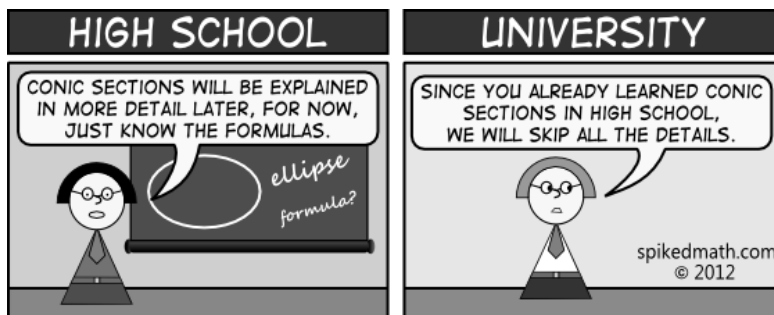 HIGH SCHOOL
CONIC SECTIONS WILL BE EXPLAINED
IN MORE DETAIL LATER, FOR NOW,
JUST KNOW THE FORMULAS.
ellipse
formula?
UNIVERSITY
SINCE YOU ALREADY LEARNED CONIC
SECTIONS IN HIGH SCHOOL,
WE WILL SKIP ALL THE DETAILS.
spikedmath.com
© 2012